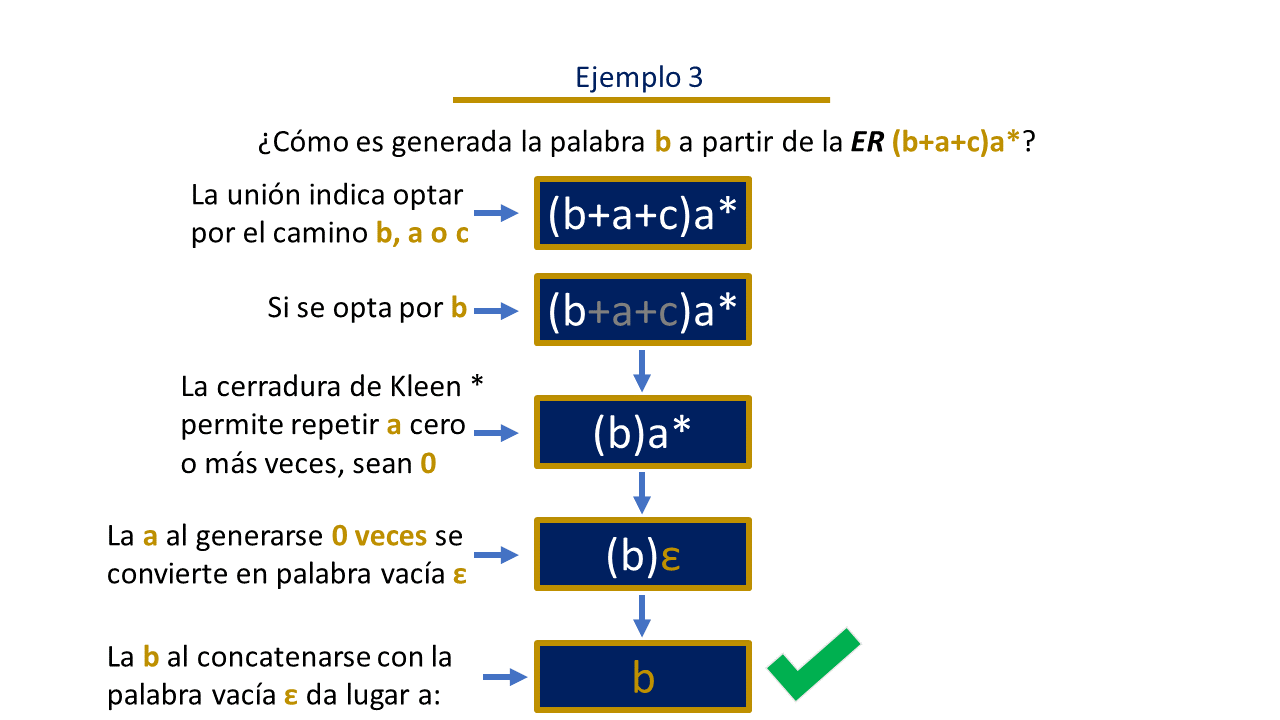 Ejemplo 3
¿Cómo es generada la palabra b a partir de la ER (b+a+c)a*?
La unión indica optar
por el camino b, a o c
(b+a+c)a*
Si se opta por b
(b+a+c)a*
La cerradura de Kleen *
permite repetir a cero
o más veces, sean 0
(b)a*
La a al generarse 0 veces se
convierte en palabra vacía ε
(b)ε
La b al concatenarse con la
palabra vacía ε da lugar a:
b